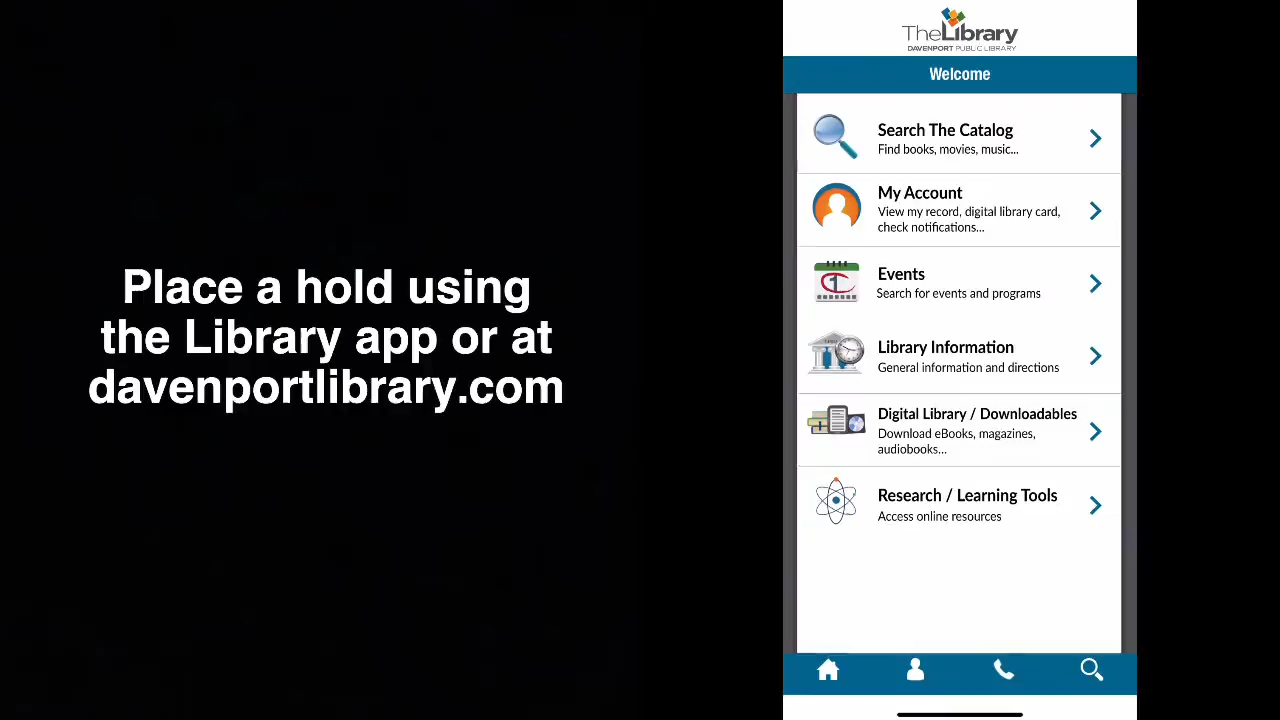 Place a hold using
the Library app or at
davenportlibrary.com
TheLibrary
DAVENPORT PUBLIC LIBRARY
Welcome
Search The Catalog
Find books, movies, music...
My Account
View my record, digital library card,
check notifications...
1
Events
Search for events and programs
Library Information
General information and directions
Digital Library / Downloadables
Download eBooks, magazines,
audiobooks...
Research / Learning Tools
Access online resources